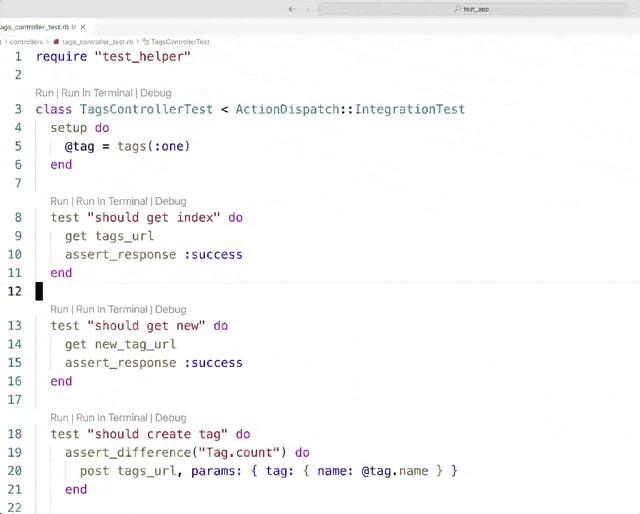 test_app
tags_controller_test.rb U
controllers > tags_controller_test.rb > TagsControllerTest
1 require "test_helper"
2
Run | Run In Terminal | Debug
3 class TagsControllerTest < ActionDispatch::IntegrationTest
4 setup do
5 @tag = tags(:one)
6 end
7
Run | Run In Terminal | Debug
8 test "should get index" do
9 get tags_url
10 assert_response :success
11 end
12
Run | Run In Terminal | Debug
13 test "should get new" do
14 get new_tag_url
15 assert_response :success
16 end
17
Run | Run In Terminal | Debug
18 test "should create tag" do
19 assert_difference("Tag.count") do
20 post tags_url, params: { tag: { name: @tag.name } }
21 end
22